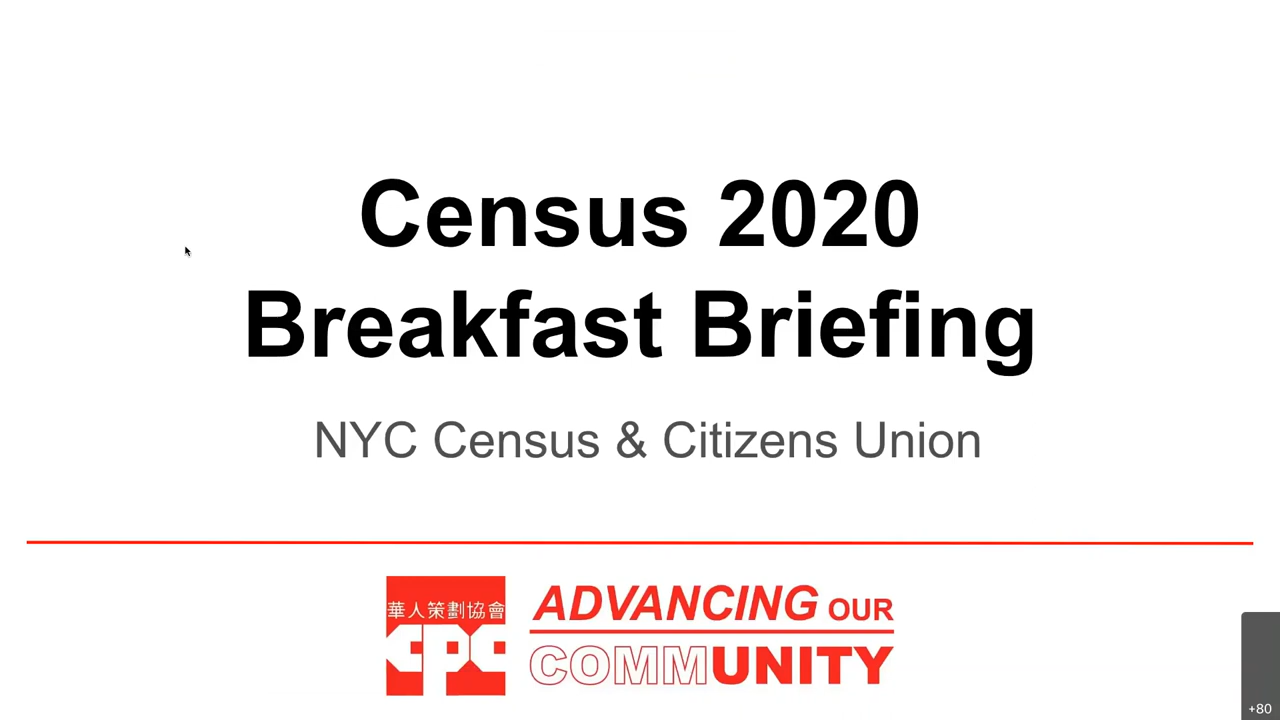 Census 2020
Breakfast Briefing
NYC Census & Citizens Union
華人策劃協會
CPC
ADVANCING OUR
COMMUNITY
+80